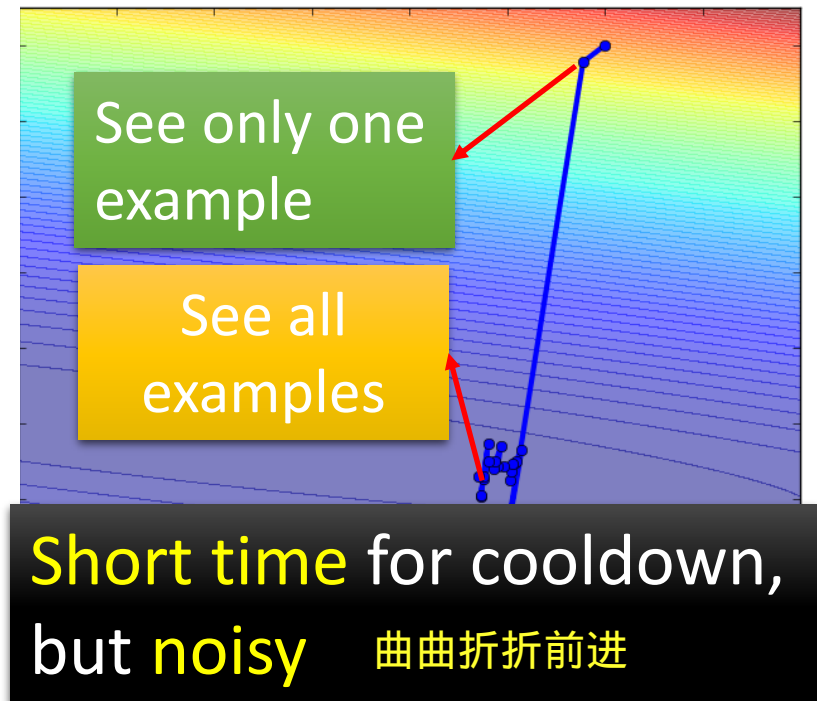 See only one
example
See all
examples
Short time for cooldown,
but noisy 曲曲折折前进